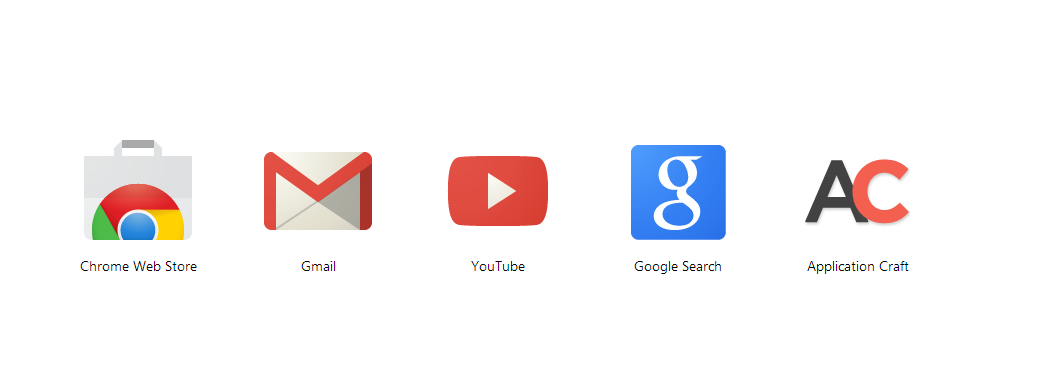 g
AC
Chrome Web Store
Gmail
YouTube
Google Search
Application Craft